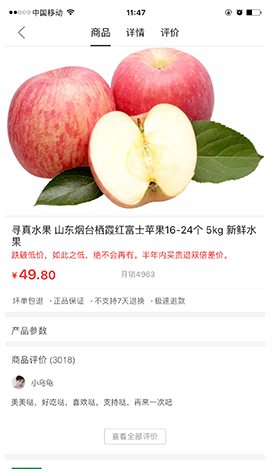 中国移动
11:47
商品 详情 评价
寻真水果 山东烟台栖霞红富士苹果16-24个 5kg 新鲜水
果
跌破低价，如此之低，绝不会再有。半年内买贵退双倍差价。
¥49.80 月销4963
坏单包退 · 正品保证 · 不支持7天退换 · 极速退款
产品参数
商品评价 (3018)
小乌龟
美美哒，好吃哒，喜欢哒，支持哒，再来一次吧
查看全部评价